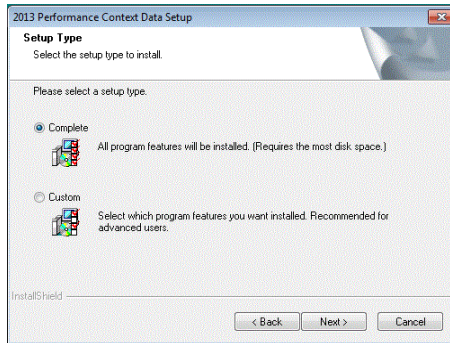 2013 Performance Context Data Setup
Setup Type
Select the setup type to install.
Please select a setup type.
Complete
All program features will be installed. (Requires the most disk space.)
Custom
Select which program features you want installed. Recommended for
advanced users.
InstallShield
< Back
Next >
Cancel